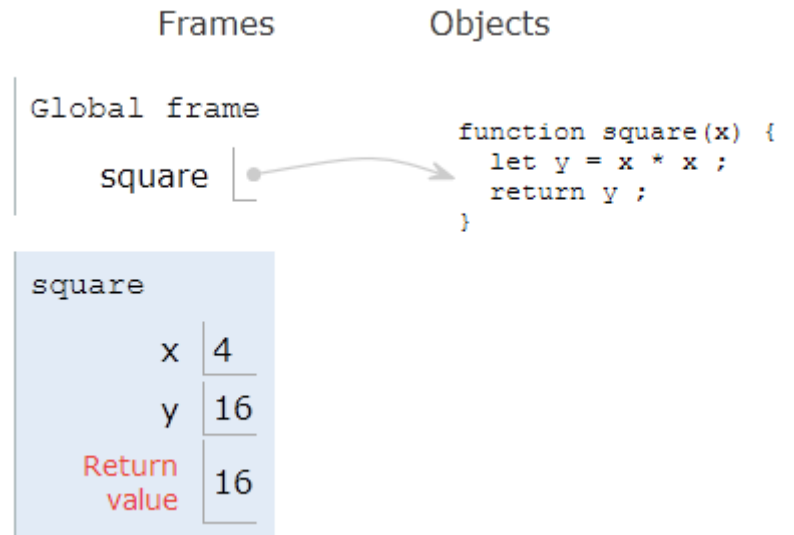 Frames Objects
Global frame
square
function square(x) {
  let y = x * x ;
  return y ;
}
square
x 4
y 16
Return
value 16